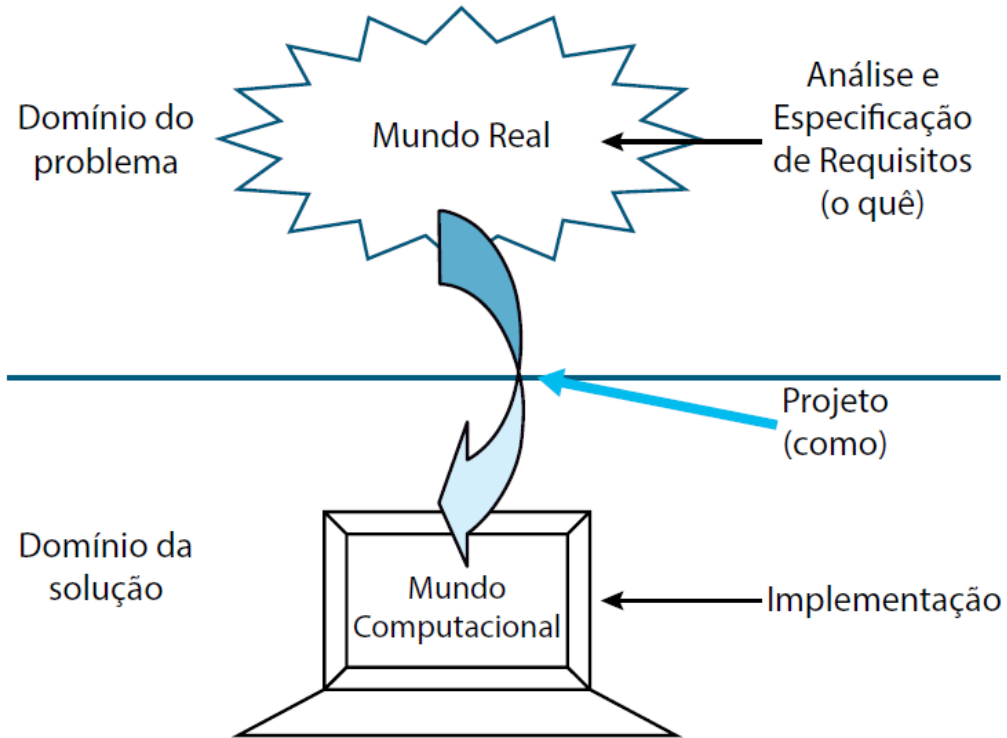 Domínio do
problema
Mundo Real
Análise e
Especificação
de Requisitos
(o quê)
Projeto
(como)
Domínio da
solução
Mundo
Computacional
Implementação